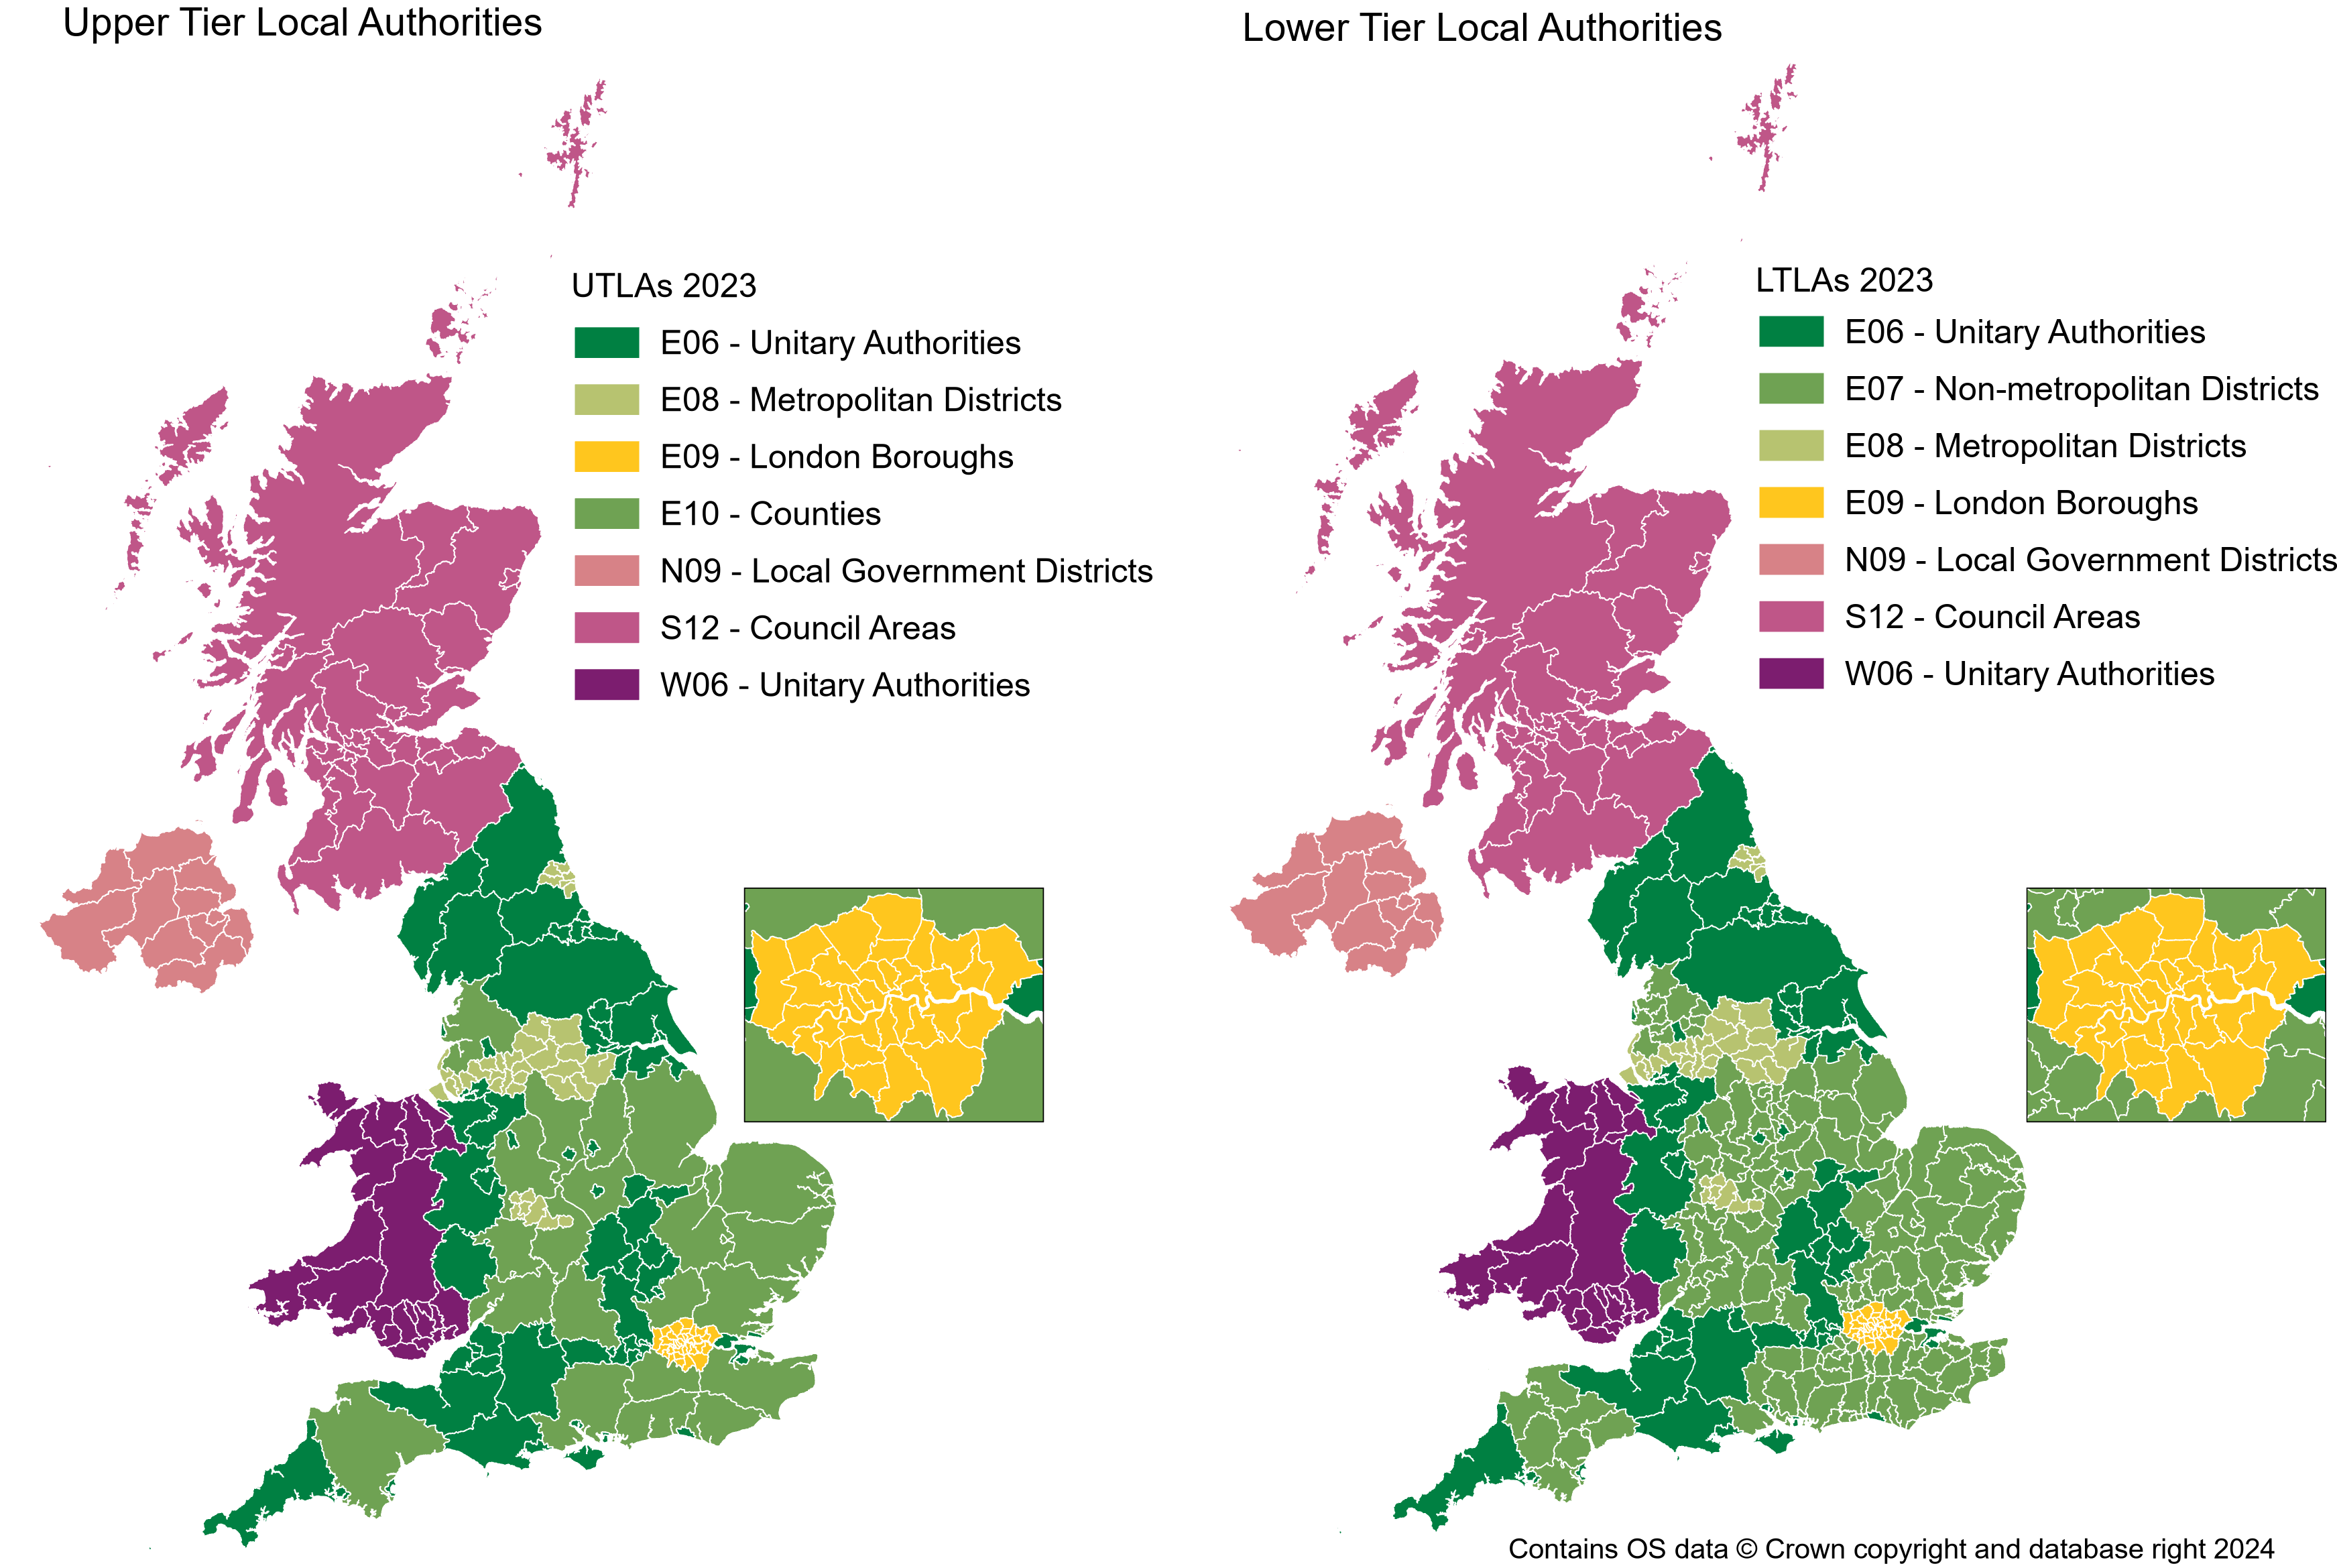 Upper Tier Local Authorities
UTLAs 2023
E06 - Unitary Authorities
E08 - Metropolitan Districts
E09 - London Boroughs
E10 - Counties
N09 - Local Government Districts
S12 - Council Areas
W06 - Unitary Authorities
Lower Tier Local Authorities
LTLAs 2023
E06 - Unitary Authorities
E07 - Non-metropolitan Districts
E08 - Metropolitan Districts
E09 - London Boroughs
N09 - Local Government Districts
S12 - Council Areas
W06 - Unitary Authorities
Contains OS data © Crown copyright and database right 2024